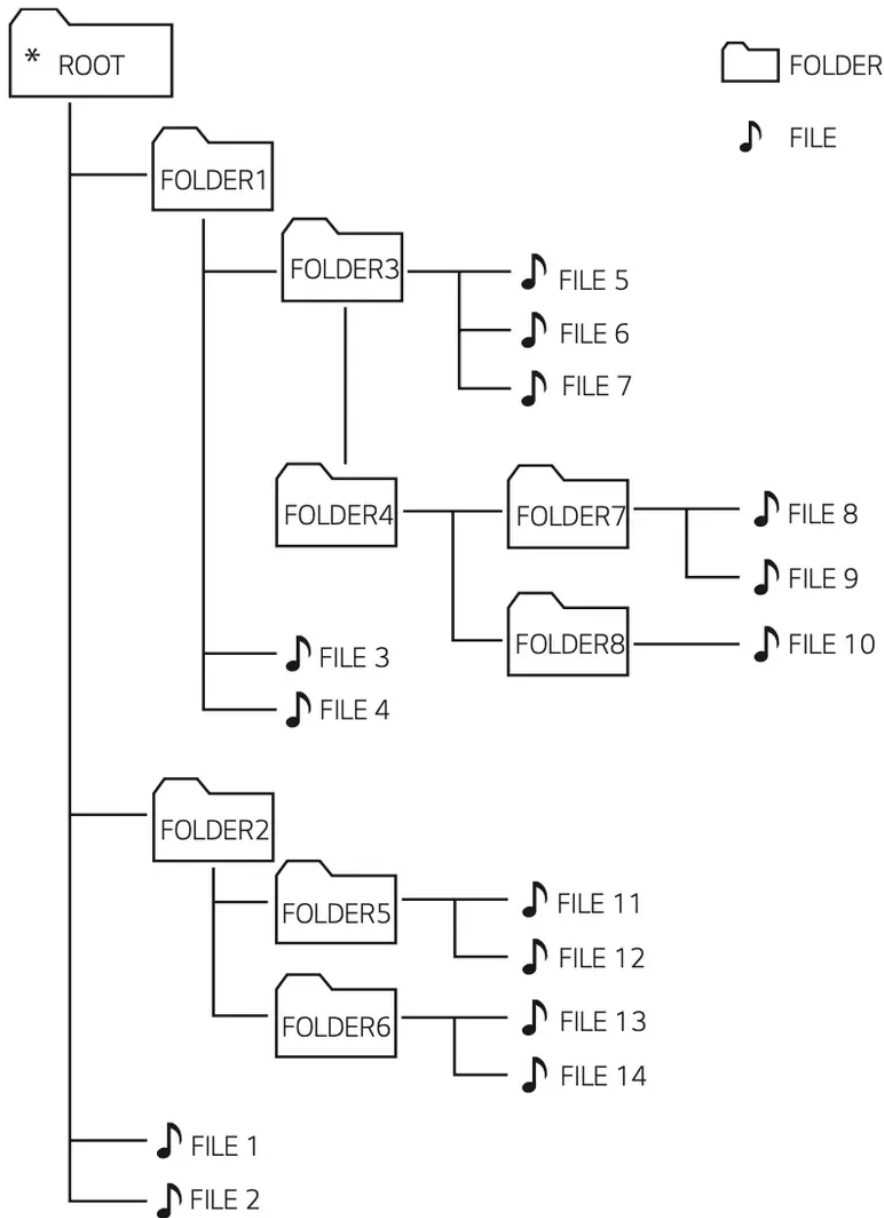 * ROOT
FOLDER
FILE
FOLDER1
FOLDER3
FILE 5
FILE 6
FILE 7
FOLDER4
FOLDER7
FILE 8
FILE 9
FOLDER8
FILE 10
FILE 3
FILE 4
FOLDER2
FOLDER5
FILE 11
FILE 12
FOLDER6
FILE 13
FILE 14
FILE 1
FILE 2